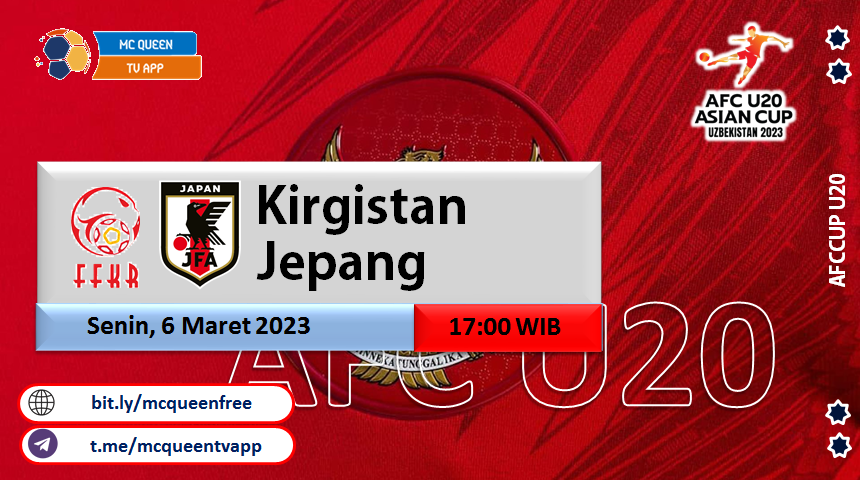 MC QUEEN
TV APP
AFC U20
ASIAN CUP
UZBEKISTAN 2023
AFCCUP U20
FFKR
JAPAN
JFA
Kirgistan
Jepang
Senin, 6 Maret 2023
17:00 WIB
AFC U20
bit.ly/mcqueenfree
t.me/mcqueentvapp